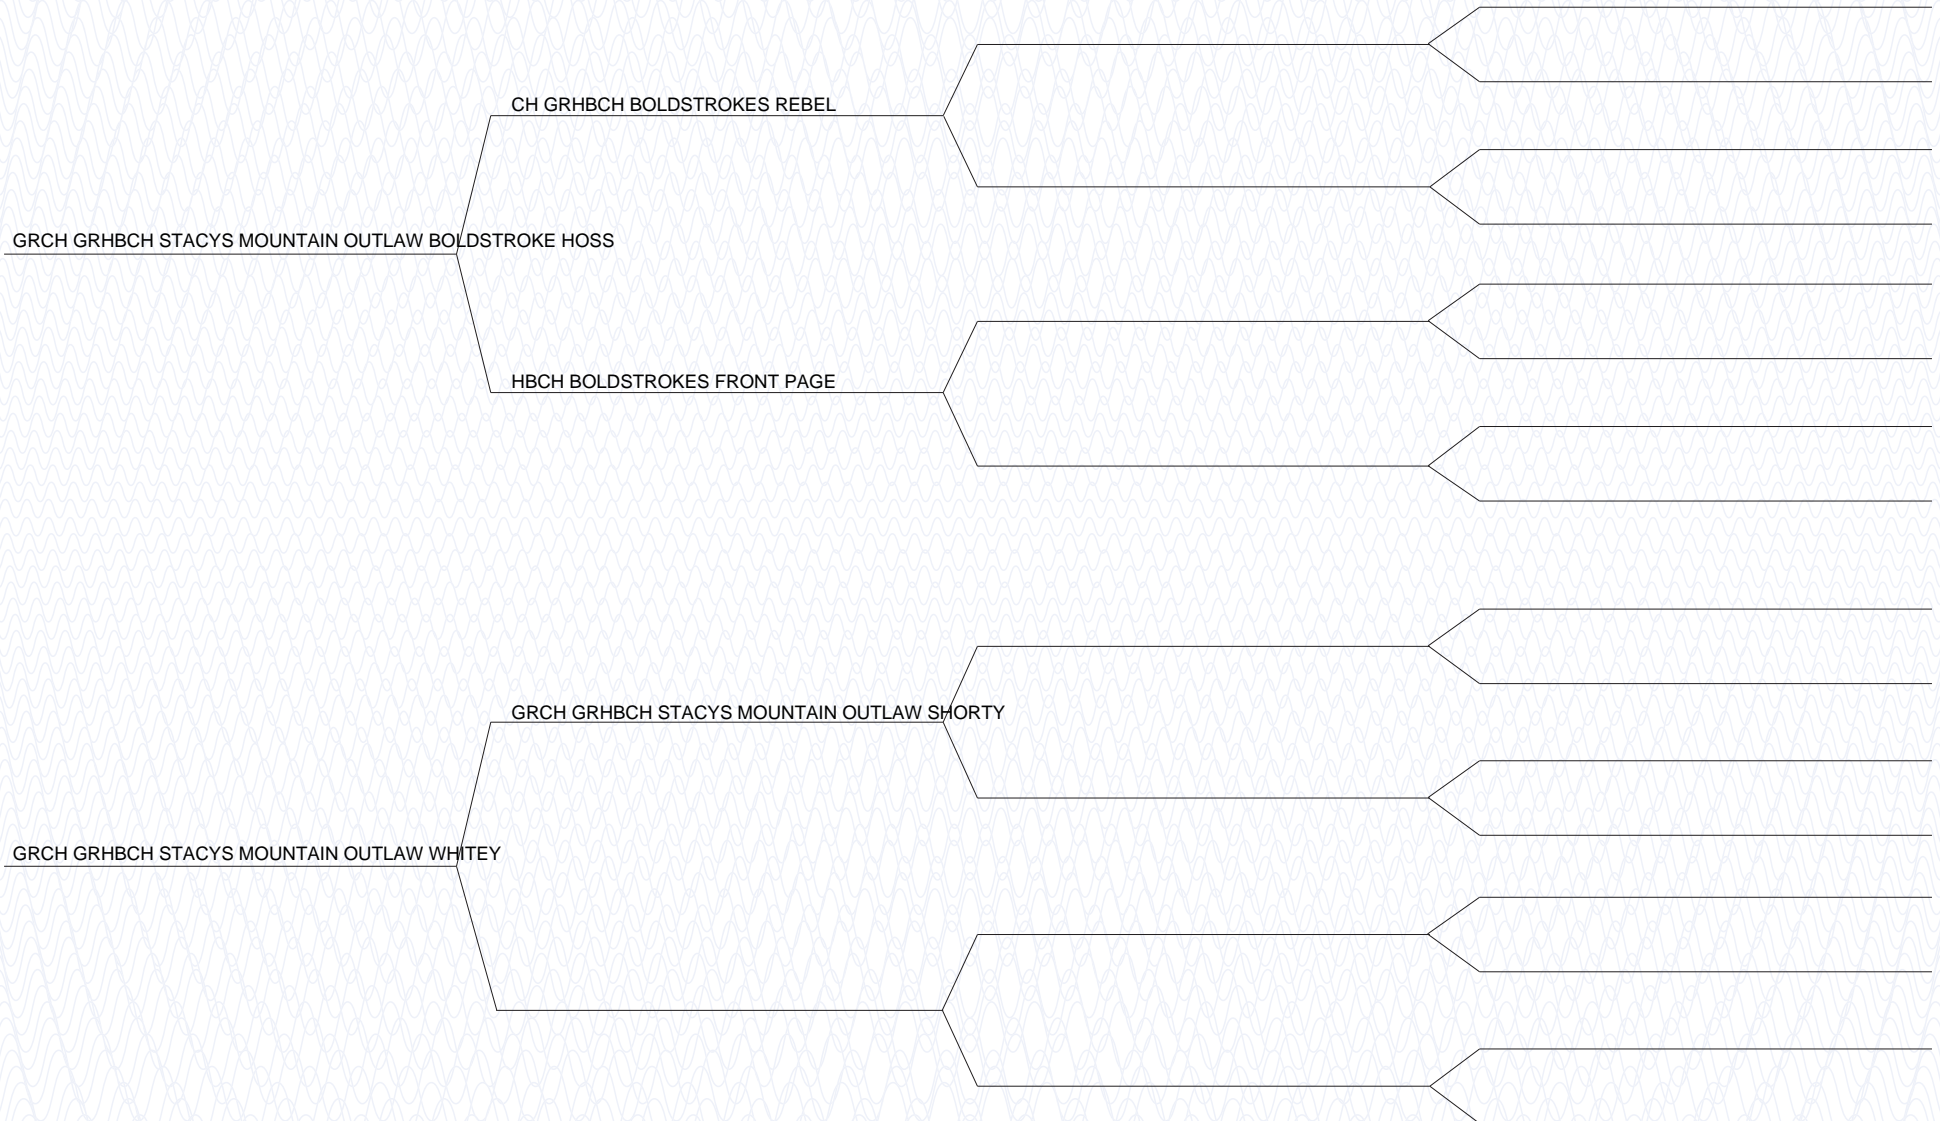 CH GRHBCH BOLDSTROKES REBEL
GRCH GRHBCH STACYS MOUNTAIN OUTLAW BOLDSTROKE HOSS
HBCH BOLDSTROKES FRONT PAGE
GRCH GRHBCH STACYS MOUNTAIN OUTLAW SHORTY
GRCH GRHBCH STACYS MOUNTAIN OUTLAW WHITEY